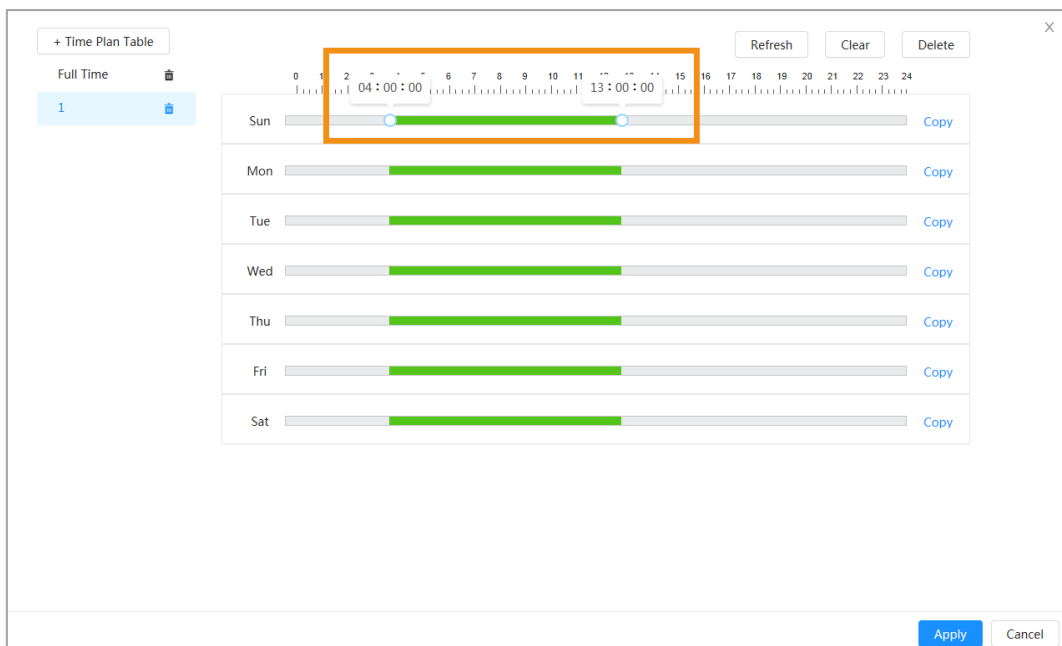 + Time Plan Table
Refresh Clear Delete
Full Time
0 2 6 7 8 9 10 11 15 16 17 18 19 20 21 22 23 24
04:00:00 13:00:00
1
Sun Copy
Mon Copy
Tue Copy
Wed Copy
Thu Copy
Fri Copy
Sat Copy
Apply Cancel